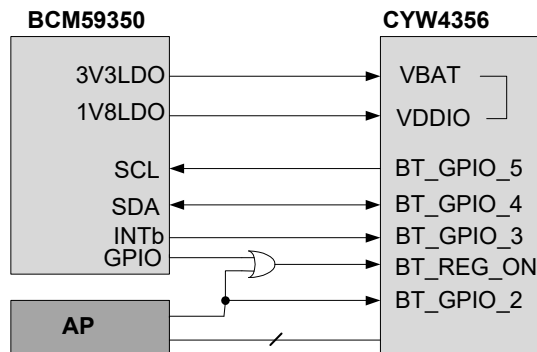 BCM59350
CYW4356
3V3LDO
VBAT
1V8LDO
VDDIO
SCL
BT_GPIO_5
SDA
BT_GPIO_4
INTb
BT_GPIO_3
GPIO
BT_REG_ON
BT_GPIO_2
AP